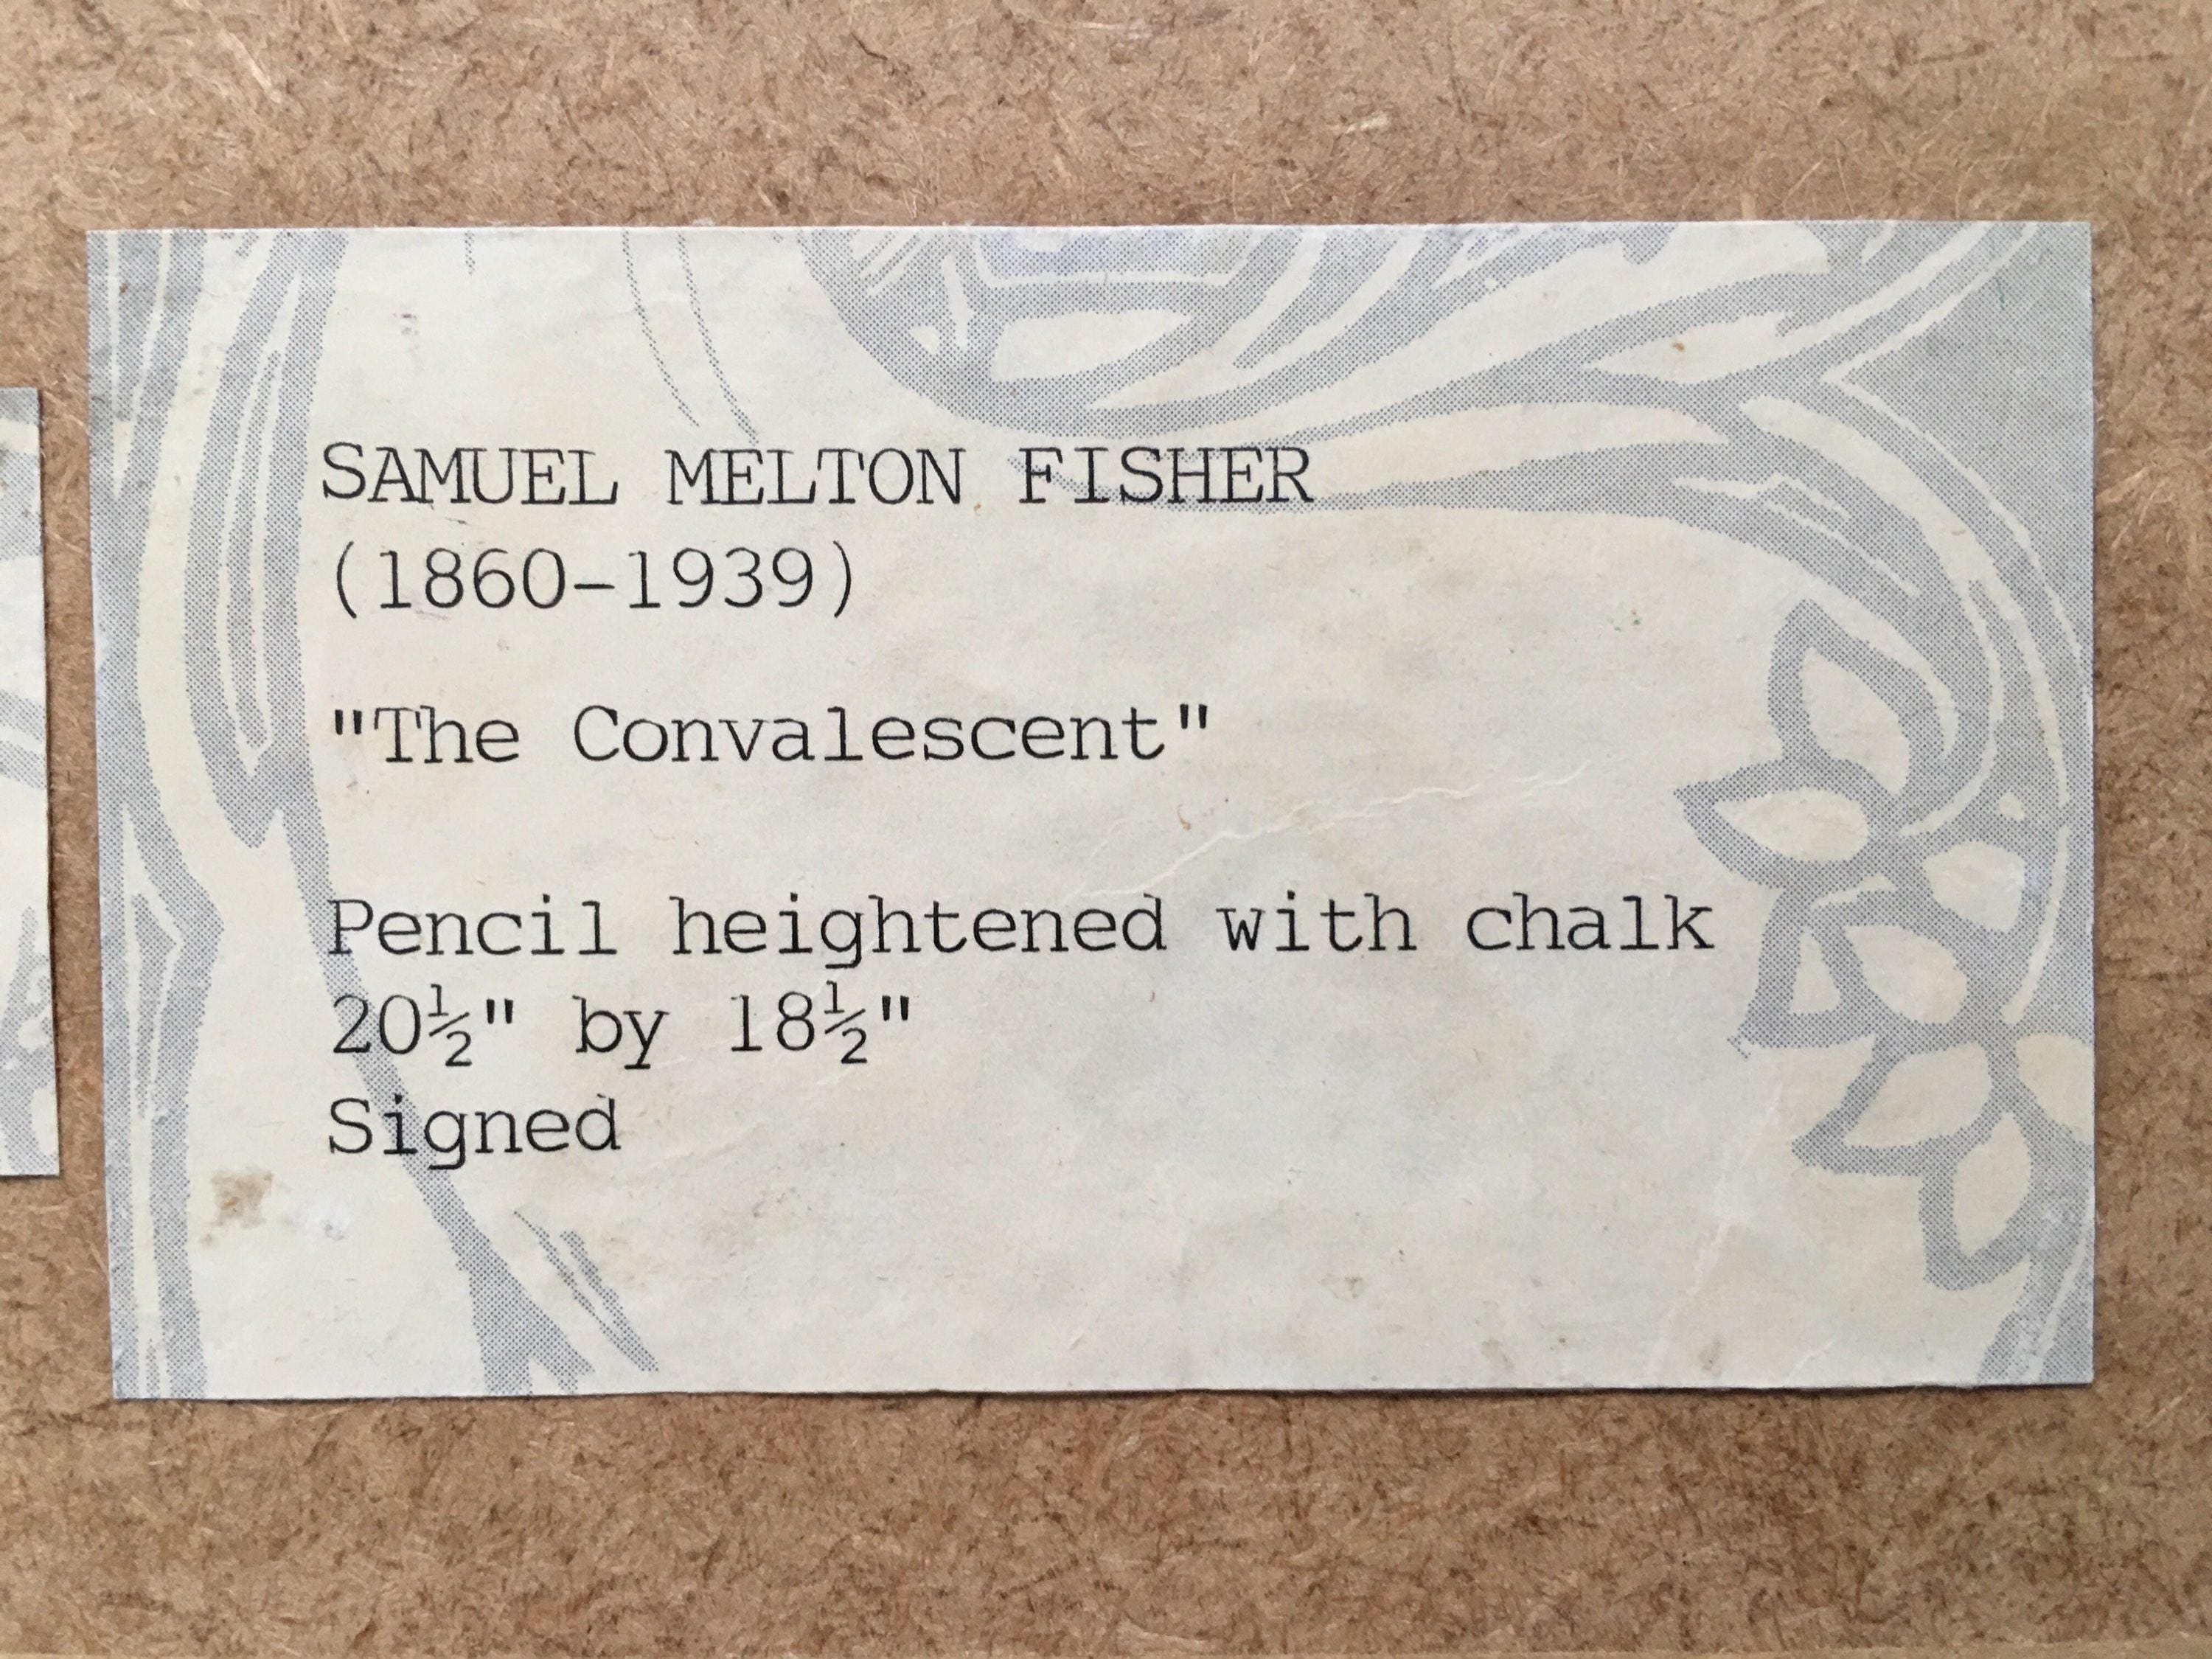 SAMUEL MELTON FISHER
(1860-1939)
"The Convalescent"
Pencil heightened with chalk
20½" by 18½"
Signed